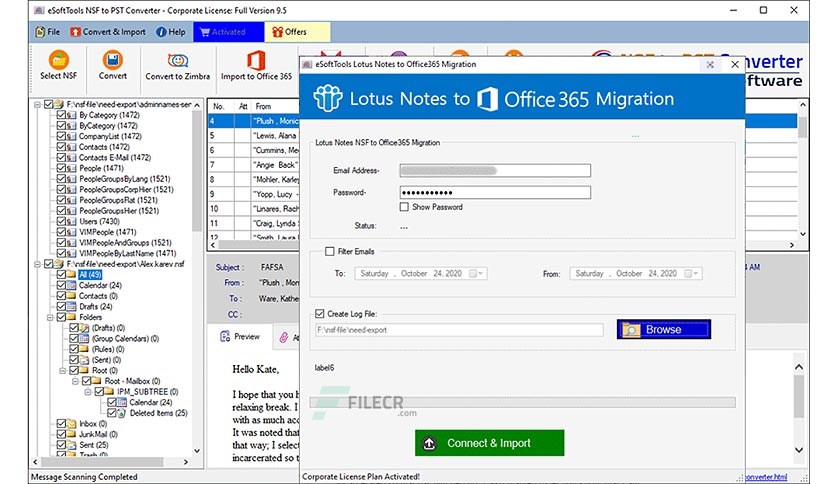 eSoftTools NSF to PST Converter - Corporate License: Full Version 9.5
File Convert & Import Help Activated Offers
Select NSF Convert Convert to Zimbra Import to Office 365
Converter
ftware
F:\nsf-file\need-export\adminnames-ser
By Category (1472)
ByCategory (1472)
CompanyList (1472)
Contacts (1472)
Contacts E-Mail (1472)
People (1471)
PeopleGroupsByLang (1521)
PeopleGroupsCorpHier (1521)
PeopleGroupsFlat (1521)
PeopleGroupsHier (1521)
Users (7430)
VIMPeople (1471)
VIMPeopleAndGroups (1521)
VIMPeopleByLastName (1471)
F:\nsf-file\need-export\Alex.karev.nsf
All (49)
Calendar (24)
Contacts (0)
Drafts (24)
Folders
(Drafts) (0)
(Group Calendars) (0)
(Rules) (0)
(Sent) (0)
Root (0)
Root - Mailbox (0)
IPM_SUBTREE (0)
Calendar (24)
Deleted Items (25)
Inbox (0)
JunkMail (0)
Sent (25)
Trash (0)
Message Scanning Completed
No. Att From
4 "Plush , Monic
5 "Lewis, Alana
6 "Cummins, Me
7 "Angie Back"
8 "Mohler, Karley
9 "Yopp, Lucy -
10 "Linares, Rach
11 "Craig, Lynda S
12 "Smith, Laura
Subject : FAFSA
From : "Plush , Moni
To : Ware, Kathe
CC :
4 AM
Preview At
Hello Kate,
I hope that you h
relaxing break. I
with as much acc
It was noted that
that way; I select
incarcerated so t
onverter.html
eSoftTools Lotus Notes to Office365 Migration
Lotus Notes to Office 365 Migration
...
Lotus Notes NSF to Office365 Migration
Email Address-
Password- ●●●●●●●●●●●
Show Password
Status: ...
Filter Emails
To: Saturday , October 24, 2020 From: Saturday , October 24, 2020
Create Log File:
F:\nsf-file\need-export
Browse
label6
FILECR
.com
Connect & Import
Corporate License Plan Activated!